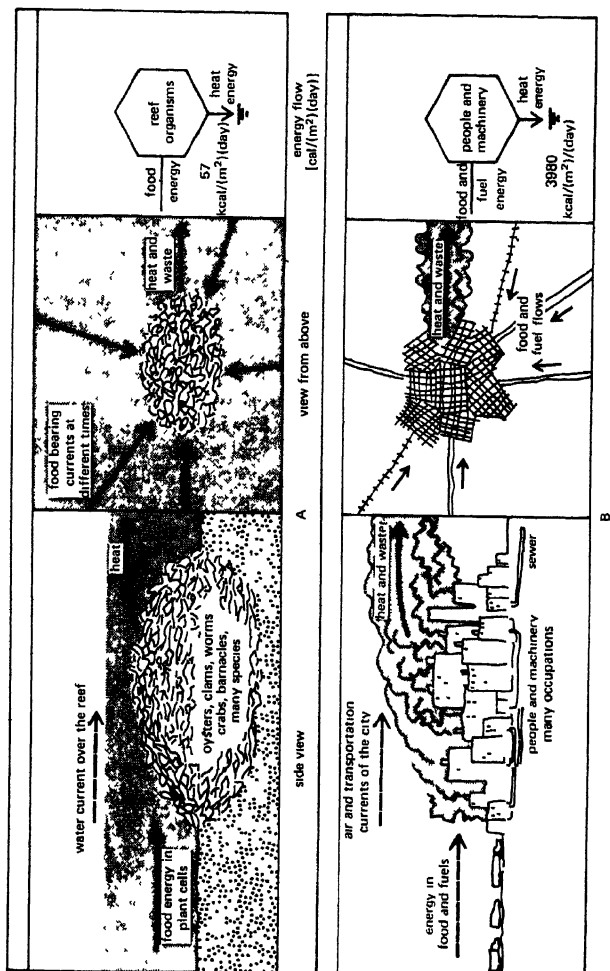 water current over the reef
heat
food energy in
plant cells
oysters, clams, worms
crabs, barnacles,
many species
side view
food bearing
currents at
different times
heat and
waste
view from above
food
energy
reef
organisms
heat
energy
57
kcal/(m²)(day)
energy flow
[cal/(m²)(day)]
A
air and transportation
currents of the city
heat and waste
energy in
food and fuels
people and machinery
many occupations
sewer
heat and waste
food and
fuel flows
food and
fuel
energy
people and
machinery
heat
energy
3980
kcal/(m²)/(day)
B